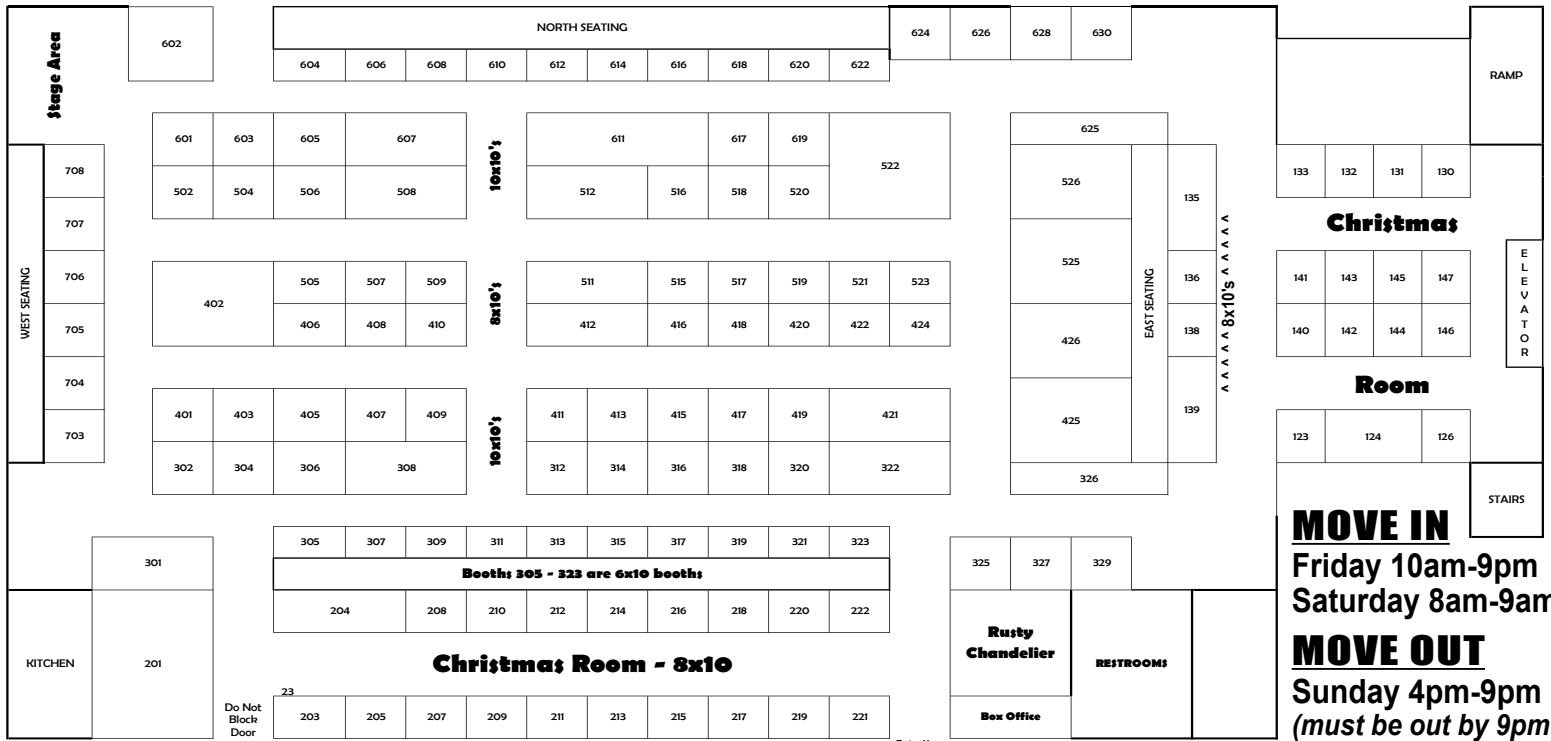 NORTH SEATING
624 626 628 630
602
Stage Area
604 606 608 610 612 614 616 618 620 622
RAMP
601 603 605 607
10x10's
611 617 619
522
625
502 504 506 508
512 516 518 520
526
135
133 132 131 130
Christmas
708
707
706
705
704
703
WEST SEATING
402
505 507 509
8x10's
511 515 517 519 521 523
406 408 410
412 416 418 420 422 424
525
426
425
EAST SEATING
136
138
139
< < < < < 8x10's < < < < < <
141 143 145 147
140 142 144 146
ELEVATOR
Room
401 403 405 407 409
10x10's
411 413 415 417 419 421
302 304 306 308
312 314 316 318 320 322
326
123 124 126
STAIRS
305 307 309 311 313 315 317 319 321 323
301
Booths 305 - 323 are 6x10 booths
325 327 329
204 208 210 212 214 216 218 220 222
KITCHEN
201
Christmas Room - 8x10
Rusty
Chandelier
RESTROOMS
23
Do Not
Block
Door
203 205 207 209 211 213 215 217 219 221
Box Office
MOVE IN
Friday 10am-9pm
Saturday 8am-9am
MOVE OUT
Sunday 4pm-9pm
(must be out by 9pm